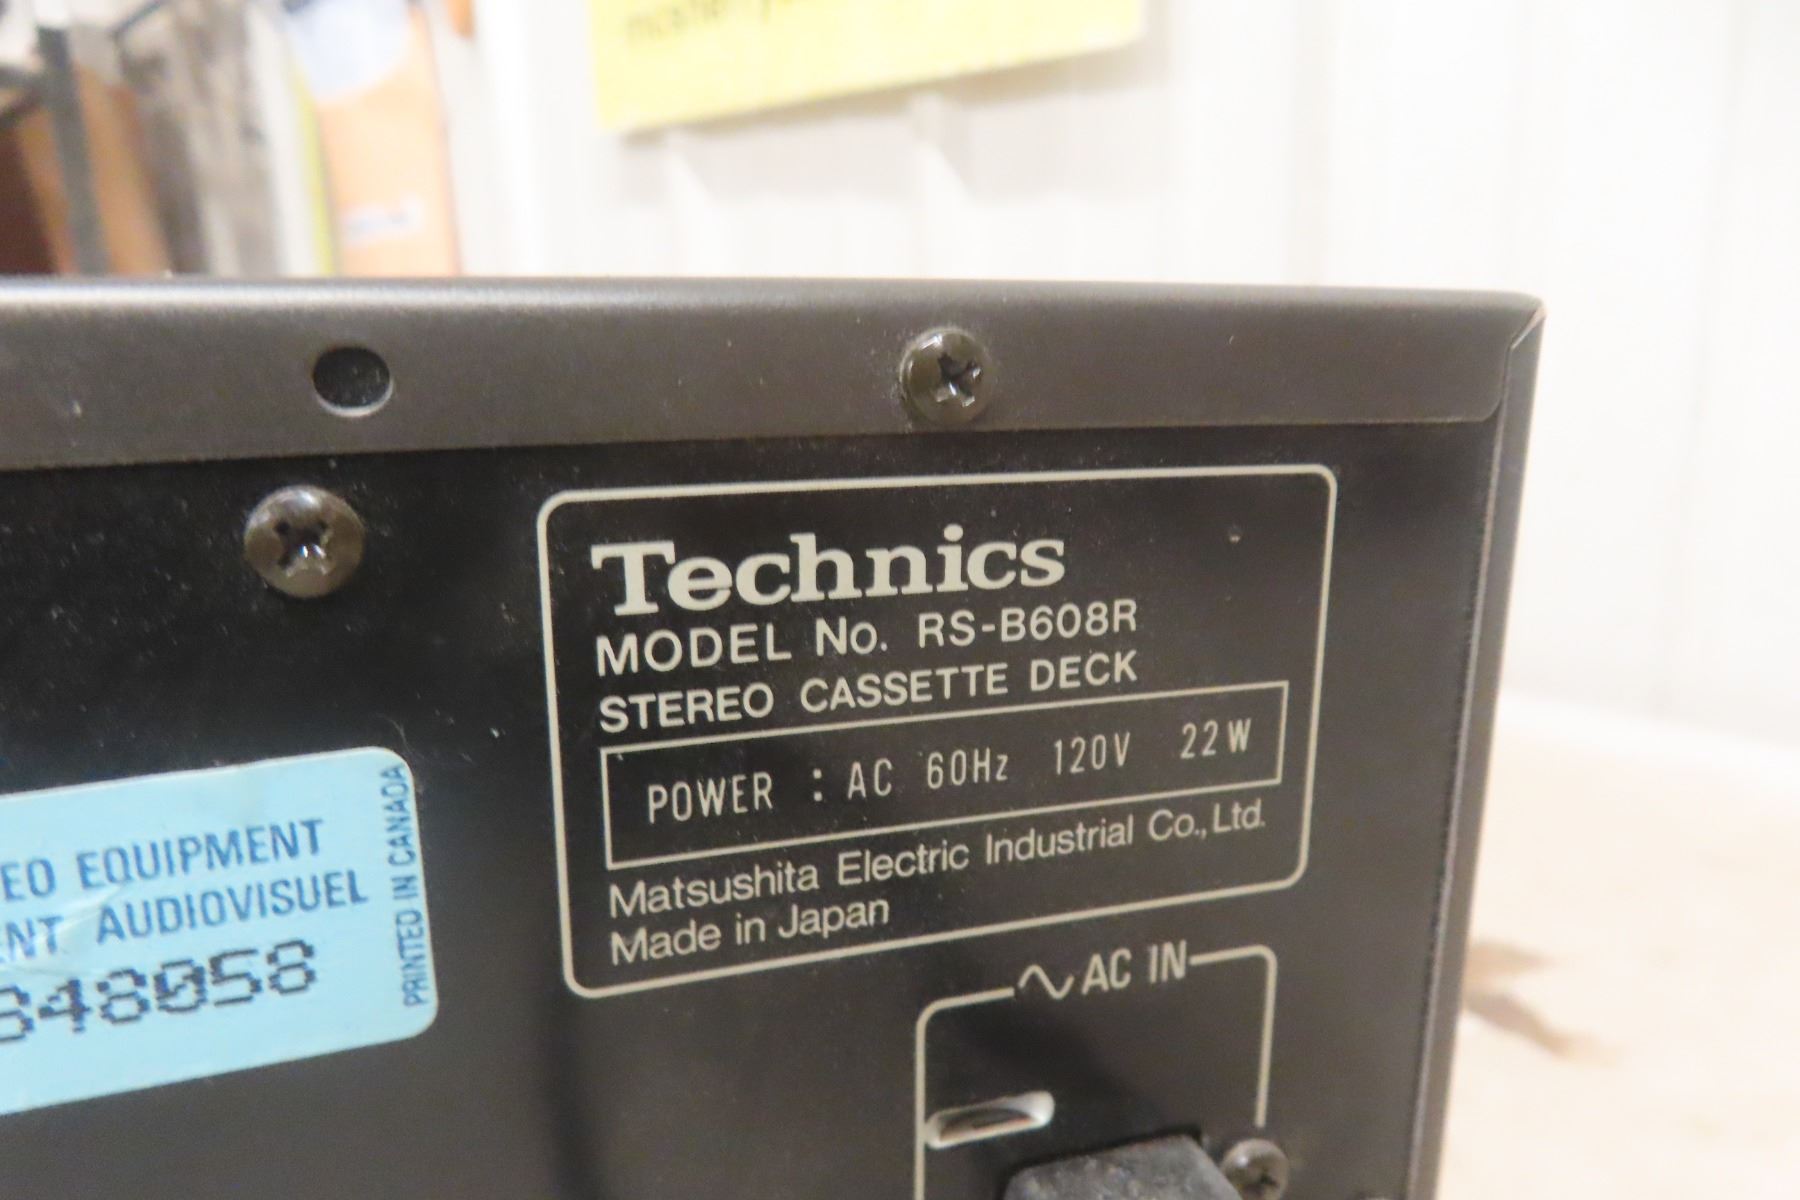 Technics
MODEL No. RS-B608R
STEREO CASSETTE DECK
POWER : AC 60Hz 120V 22W
Matsushita Electric Industrial Co., Ltd.
Made in Japan
∿ AC IN
EO EQUIPMENT
ENT AUDIOVISUEL
848058
PRINTED IN CANADA